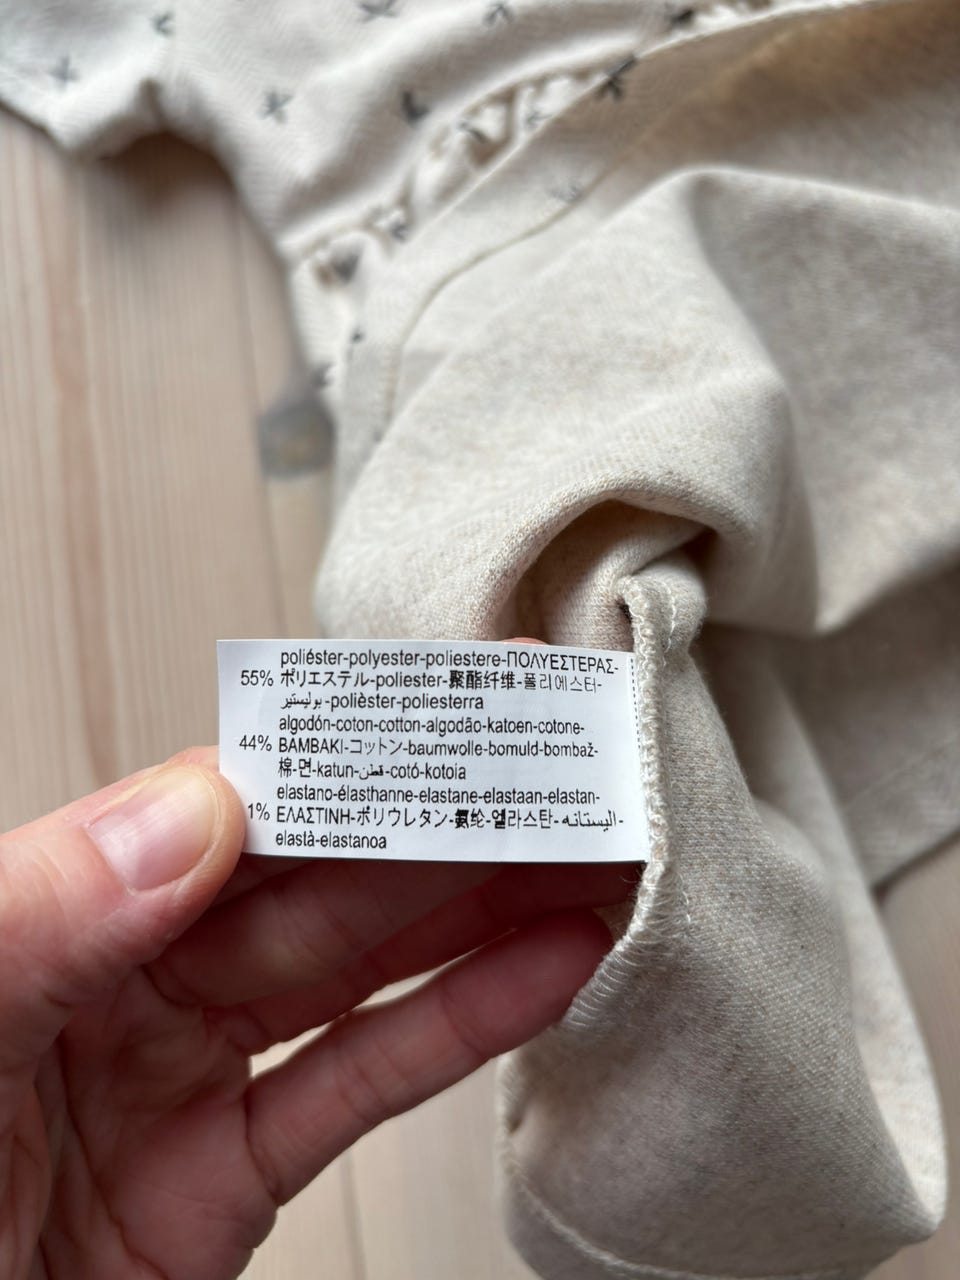 poliéster-polyester-poliestere-ΠΟΛΥΕΣΤΕΡΑΣ-
55% ポリエステル-poliester-聚酯纤维-폴리에스터-
بوليستير-polièster-poliesterra
algodón-coton-cotton-algodão-katoen-cotone-
44% BAMBAKI-コットン-baumwolle-bomuld-bombaž-
棉-면-katun-قطن-cotó-kotoia
elastano-élasthanne-elastane-elastaan-elastan-
1% ΕΛΑΣΤΙΝΗ-ポリウレタン-氨纶-엘라스탄-اليستانه-
elastà-elastanoa